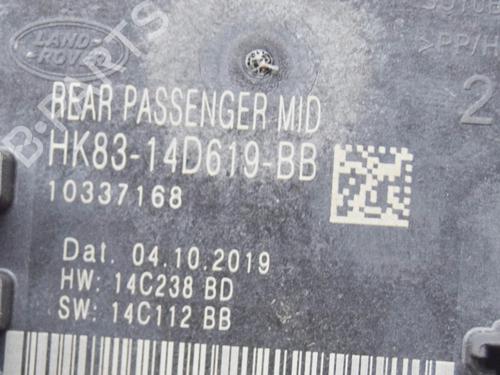 LAND-
ROVER
REAR PASSENGER MID
HK83-14D619-BB
10337168
Dat. 04.10.2019
HW: 14C238 BD
SW: 14C112 BB
>PP/H
2
B-PARTS